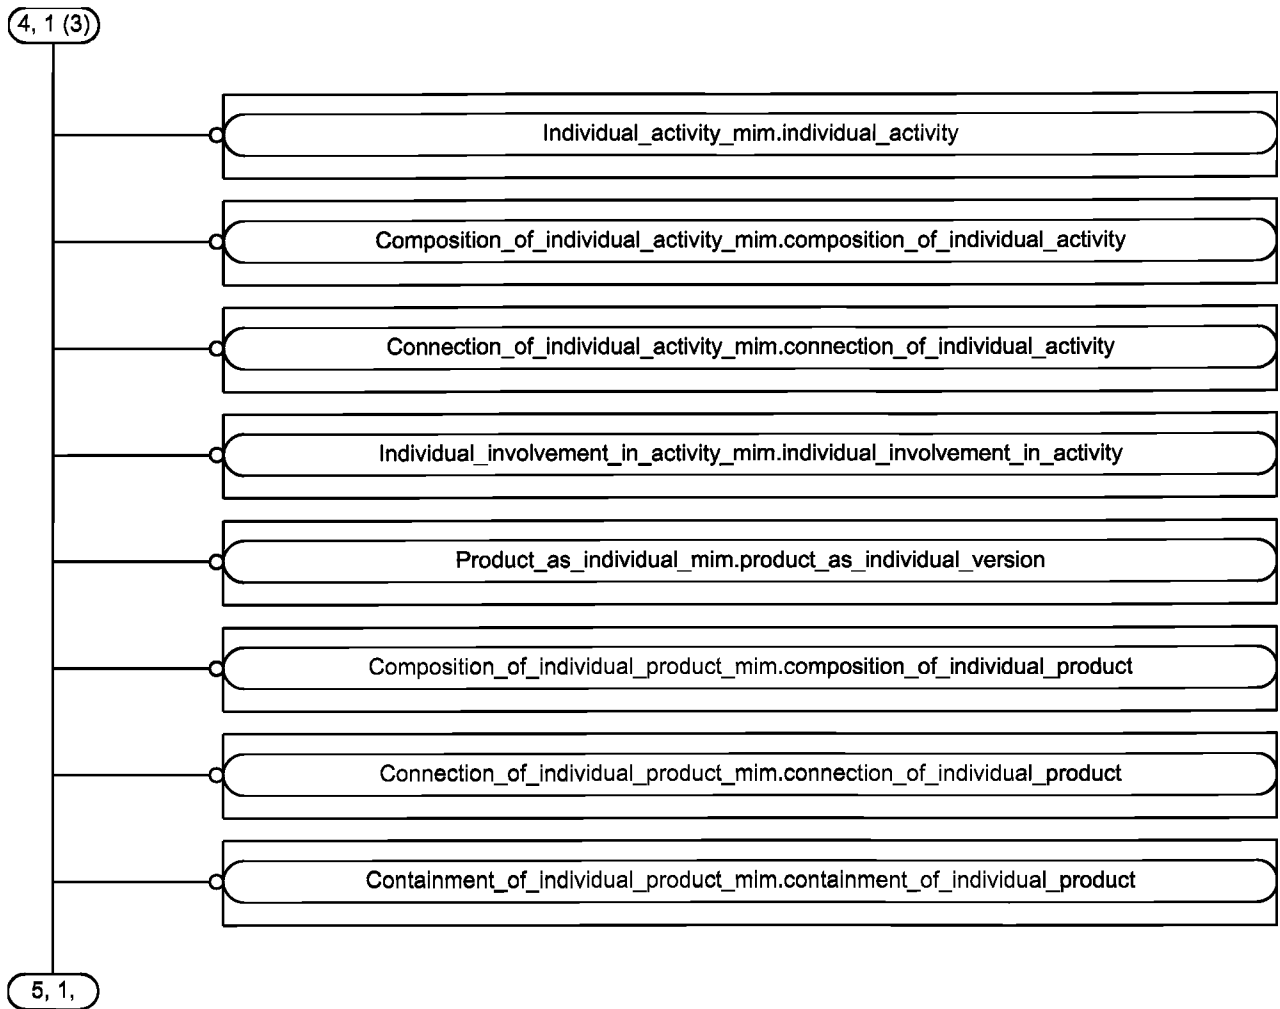 4, 1 (3)
Individual_activity_mim.individual_activity
Composition_of_individual_activity_mim.composition_of_individual_activity
Connection_of_individual_activity_mim.connection_of_individual_activity
Individual_involvement_in_activity_mim.individual_involvement_in_activity
Product_as_individual_mim.product_as_individual_version
Composition_of_individual_product_mim.composition_of_individual_product
Connection_of_individual_product_mim.connection_of_individual_product
Containment_of_individual_product_mim.containment_of_individual_product
5, 1,